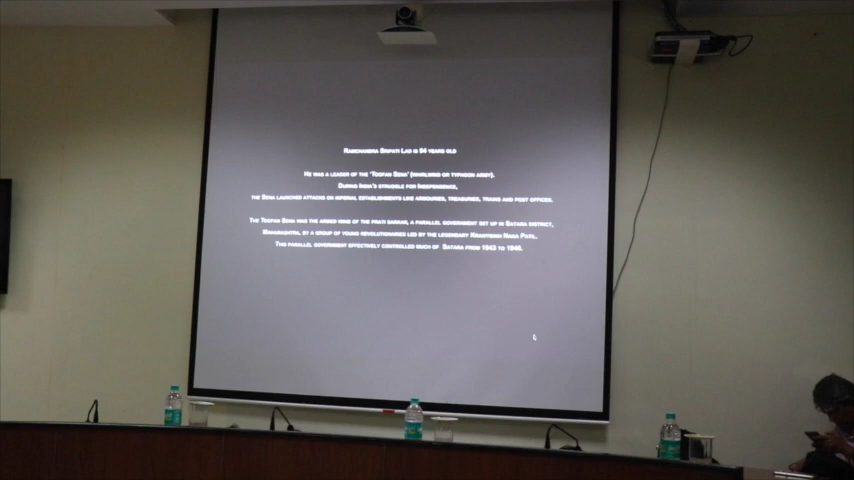 Ramchandra Sripati Lad is 94 years old
He was a leader of the 'Toofan Sena' (whirlwind or typhoon army).
During India's struggle for Independence,
the Sena launched attacks on imperial establishments like armouries, treasuries, trains and post offices.
The Toofan Sena was the armed wing of the prati sarkar, a parallel government set up in Satara district,
Maharashtra, by a group of young revolutionaries led by the legendary Krantisinh Nana Patil.
This parallel government effectively controlled much of Satara from 1943 to 1946.